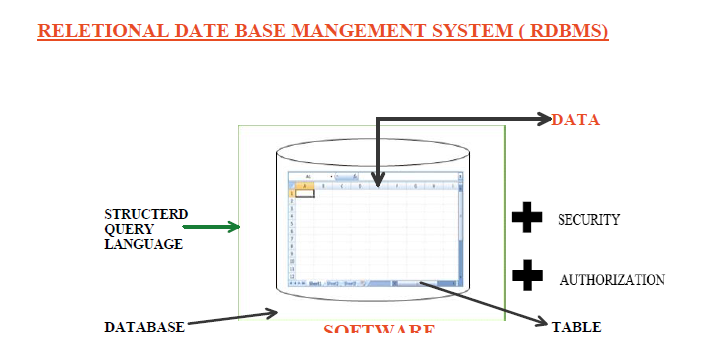 RELETIONAL DATE BASE MANGEMENT SYSTEM ( RDBMS)
DATA
STRUCTERD
QUERY
LANGUAGE
SECURITY
AUTHORIZATION
DATABASE
SOFTWARE
TABLE